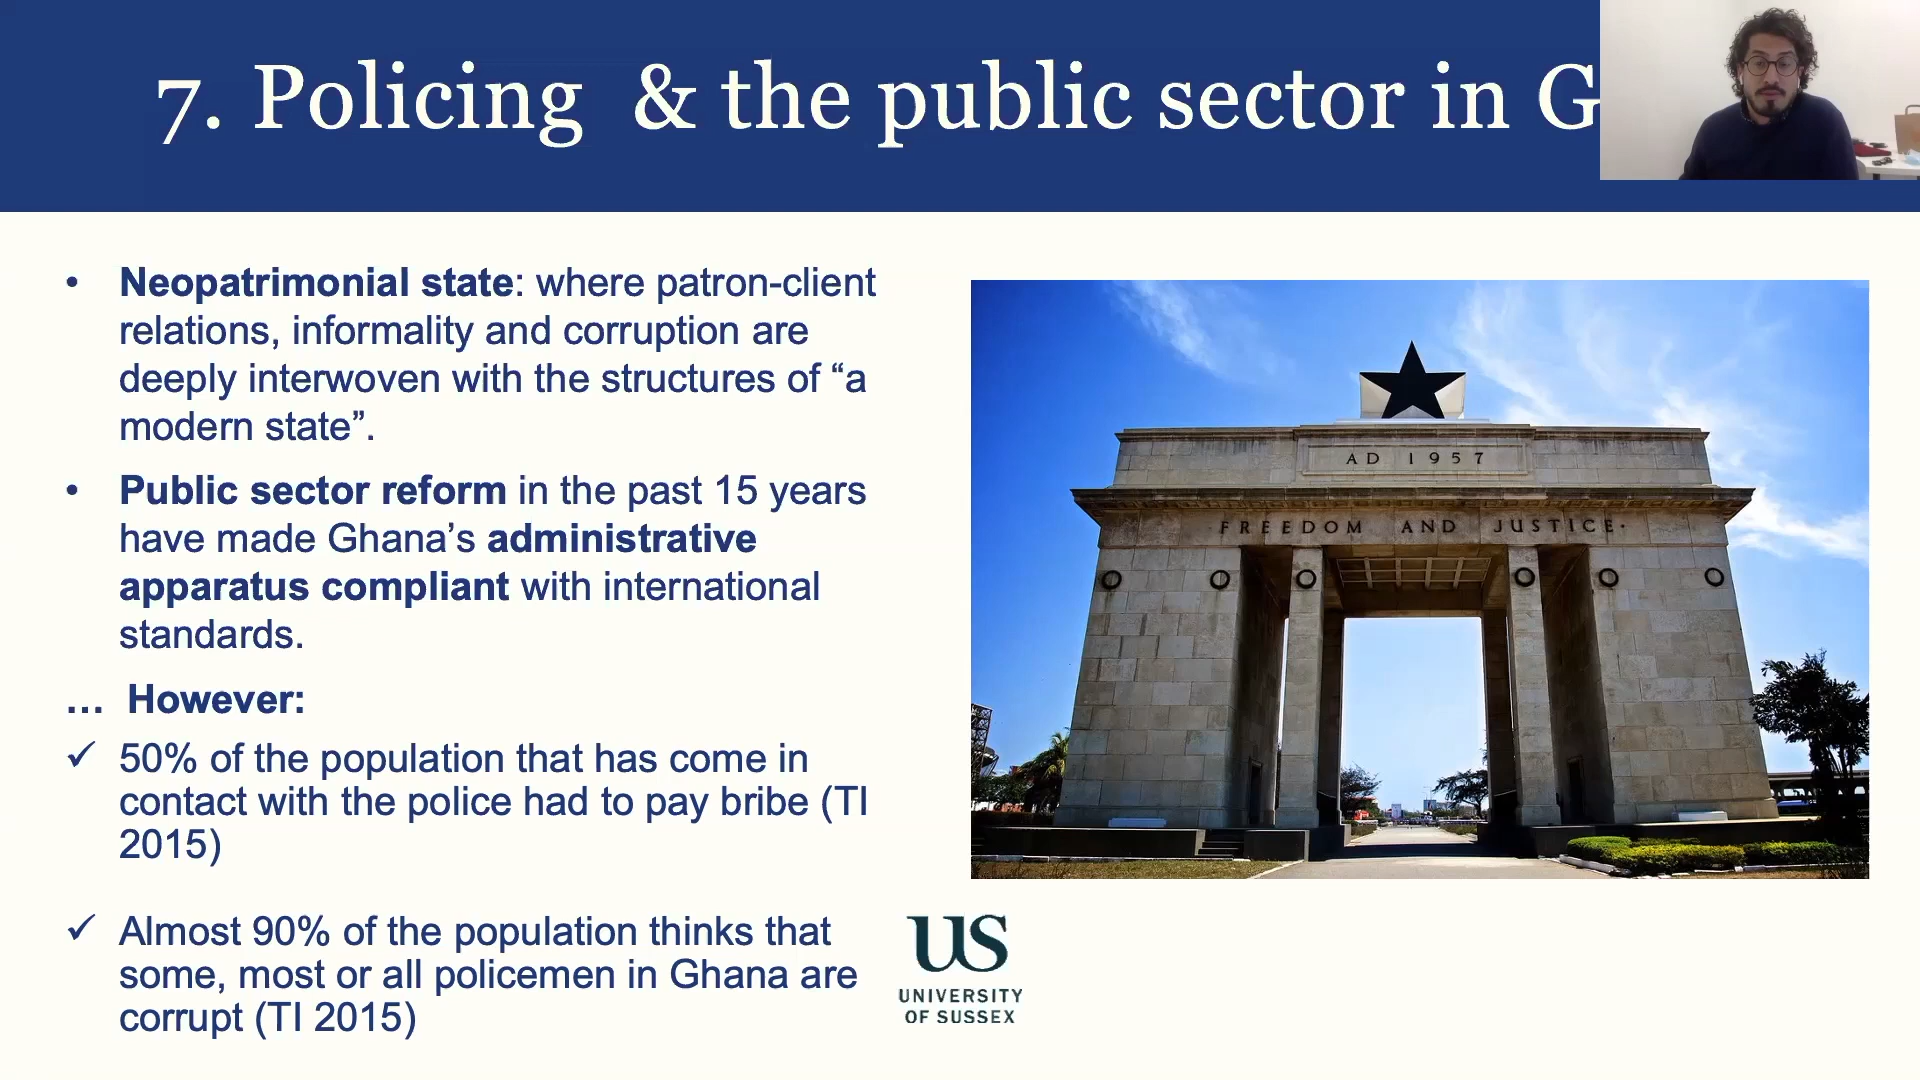 7. Policing & the public sector in G
• Neopatrimonial state: where patron-client
relations, informality and corruption are
deeply interwoven with the structures of “a
modern state”.
• Public sector reform in the past 15 years
have made Ghana’s administrative
apparatus compliant with international
standards.
… However:
✓ 50% of the population that has come in
contact with the police had to pay bribe (TI
2015)
✓ Almost 90% of the population thinks that
some, most or all policemen in Ghana are
corrupt (TI 2015)
AD 1957
FREEDOM AND JUSTICE.
US
UNIVERSITY
OF SUSSEX